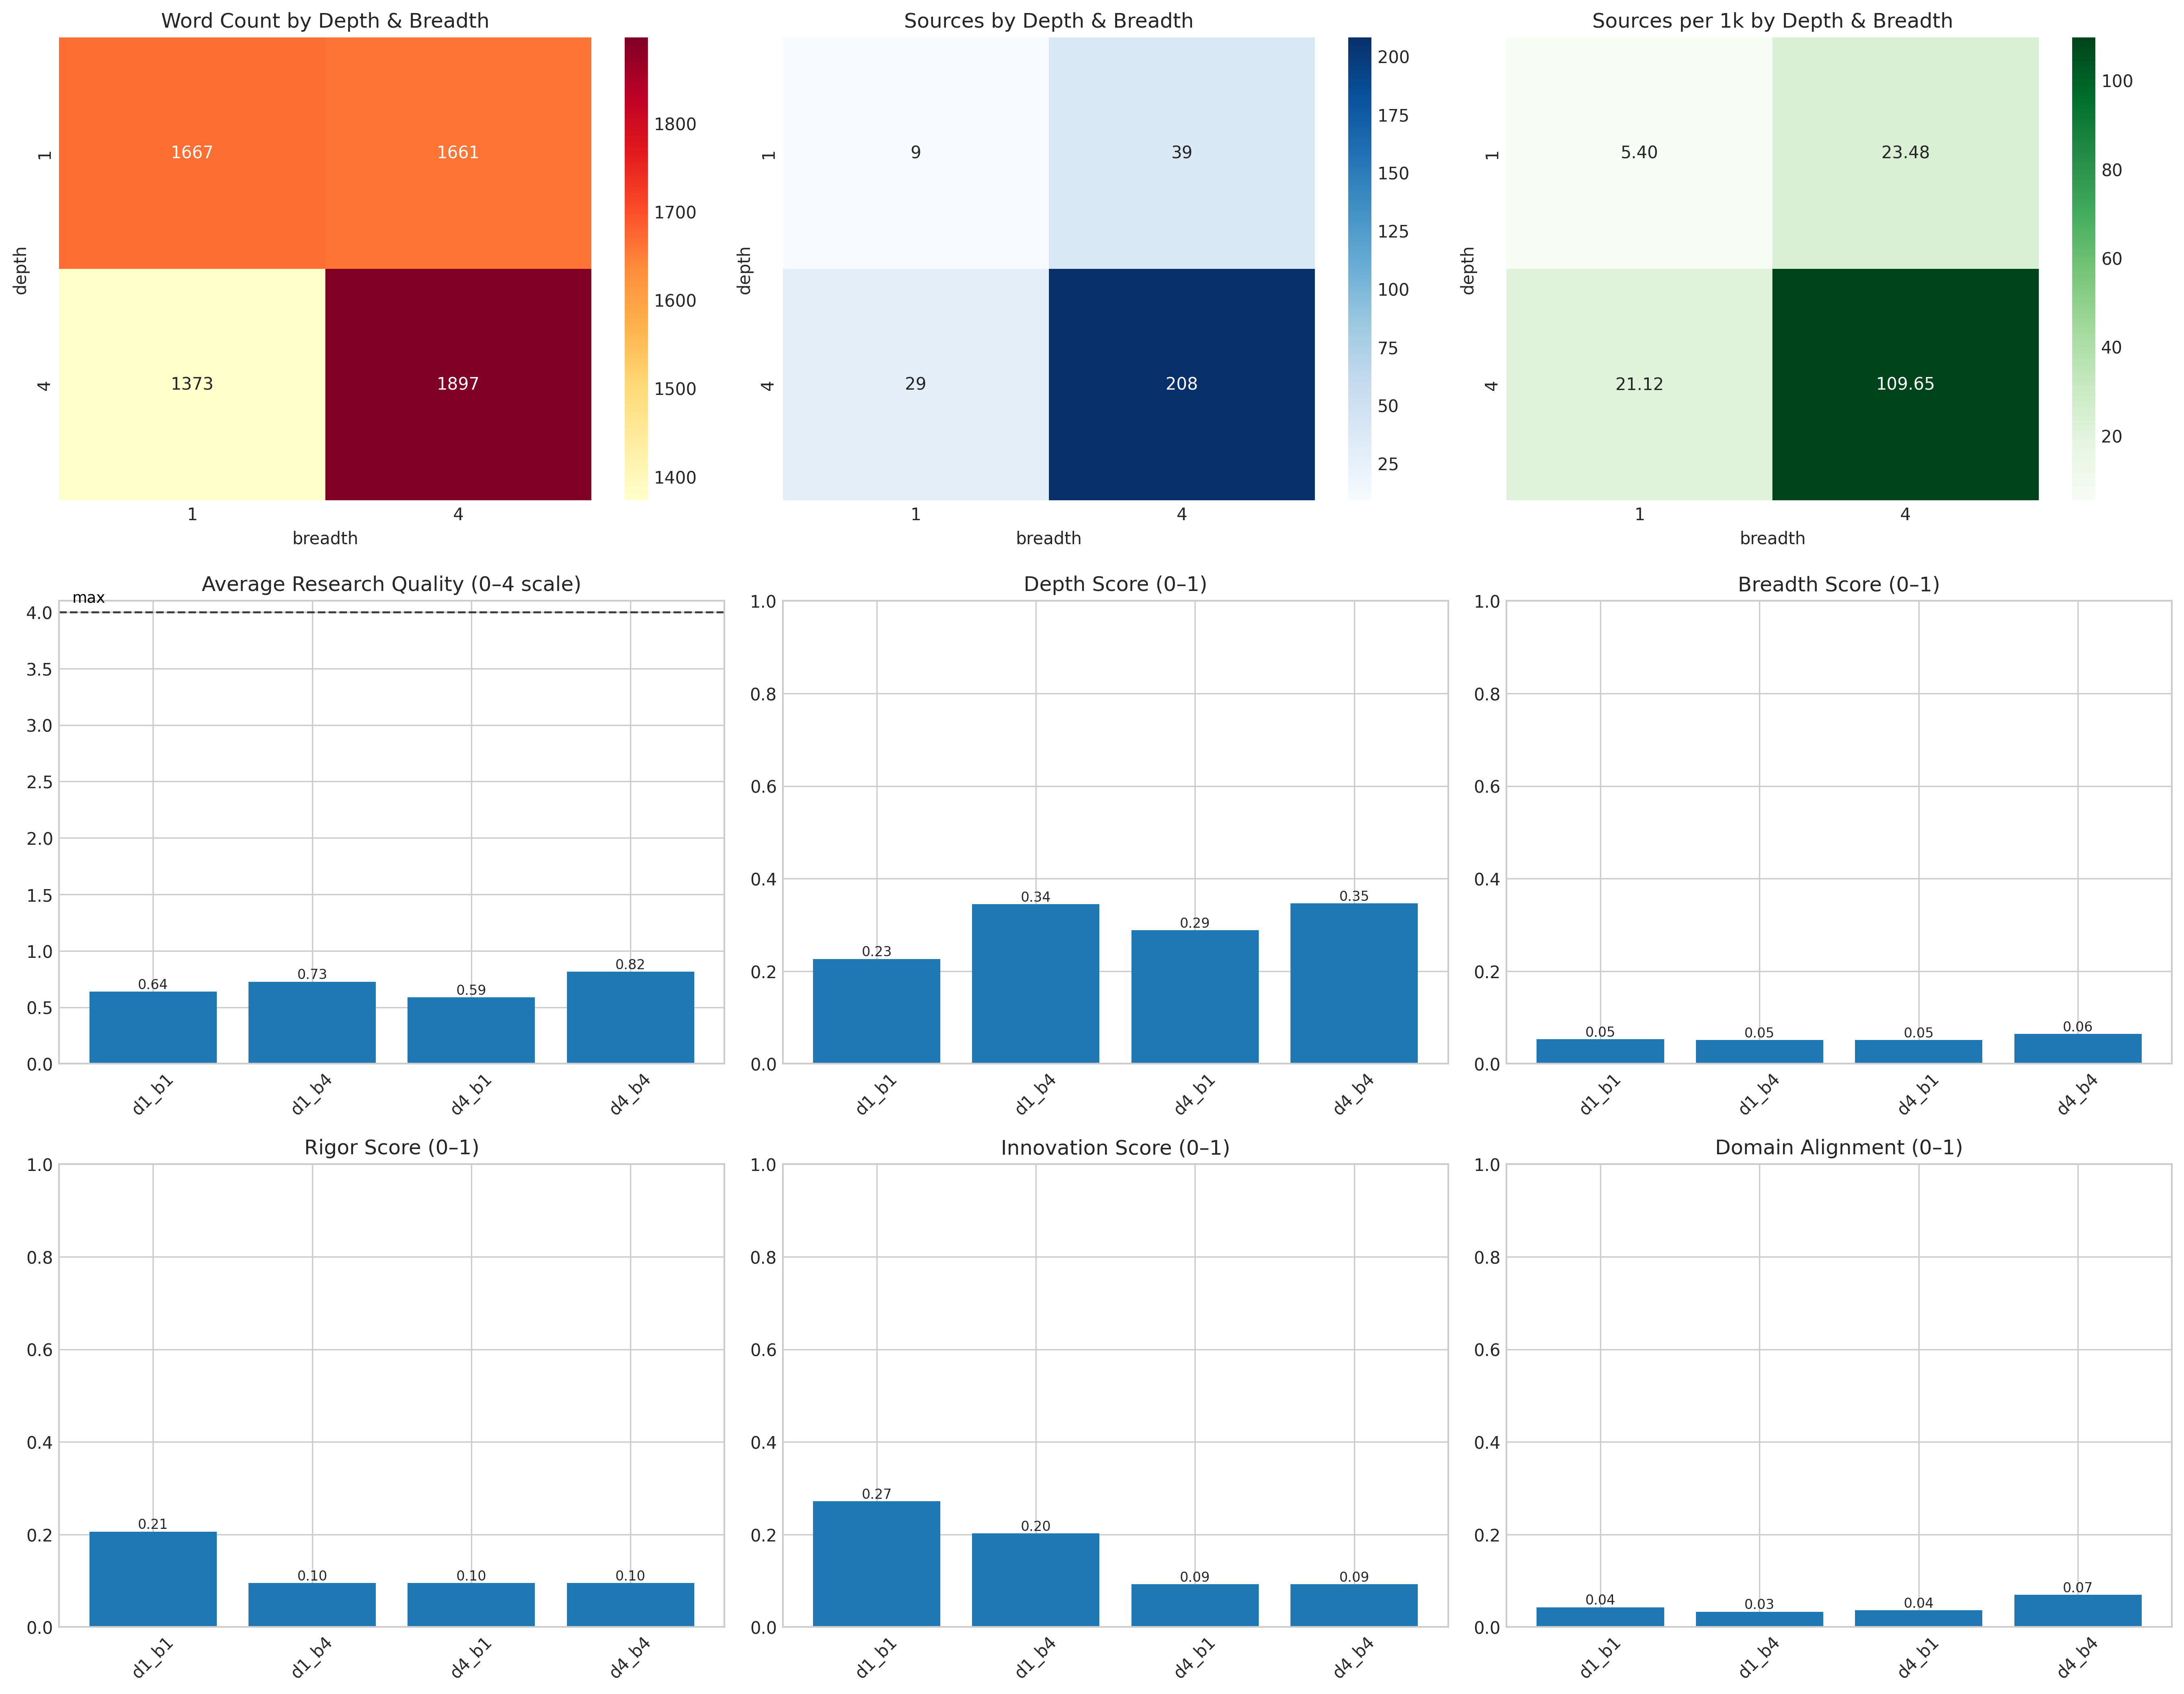 Word Count by Depth & Breadth
1667 1661
1373 1897
1
4
depth
1 4
breadth
1800
1700
1600
1500
1400
Sources by Depth & Breadth
9 39
29 208
1
4
depth
1 4
breadth
200
175
150
125
100
75
50
25
Sources per 1k by Depth & Breadth
5.40 23.48
21.12 109.65
1
4
depth
1 4
breadth
100
80
60
40
20
Average Research Quality (0–4 scale)
max
4.0
3.5
3.0
2.5
2.0
1.5
1.0
0.5
0.0
0.64 0.73 0.59 0.82
d1_b1 d1_b4 d4_b1 d4_b4
Depth Score (0–1)
1.0
0.8
0.6
0.4
0.2
0.0
0.23 0.34 0.29 0.35
d1_b1 d1_b4 d4_b1 d4_b4
Breadth Score (0–1)
1.0
0.8
0.6
0.4
0.2
0.0
0.05 0.05 0.05 0.06
d1_b1 d1_b4 d4_b1 d4_b4
Rigor Score (0–1)
1.0
0.8
0.6
0.4
0.2
0.0
0.21 0.10 0.10 0.10
d1_b1 d1_b4 d4_b1 d4_b4
Innovation Score (0–1)
1.0
0.8
0.6
0.4
0.2
0.0
0.27 0.20 0.09 0.09
d1_b1 d1_b4 d4_b1 d4_b4
Domain Alignment (0–1)
1.0
0.8
0.6
0.4
0.2
0.0
0.04 0.03 0.04 0.07
d1_b1 d1_b4 d4_b1 d4_b4